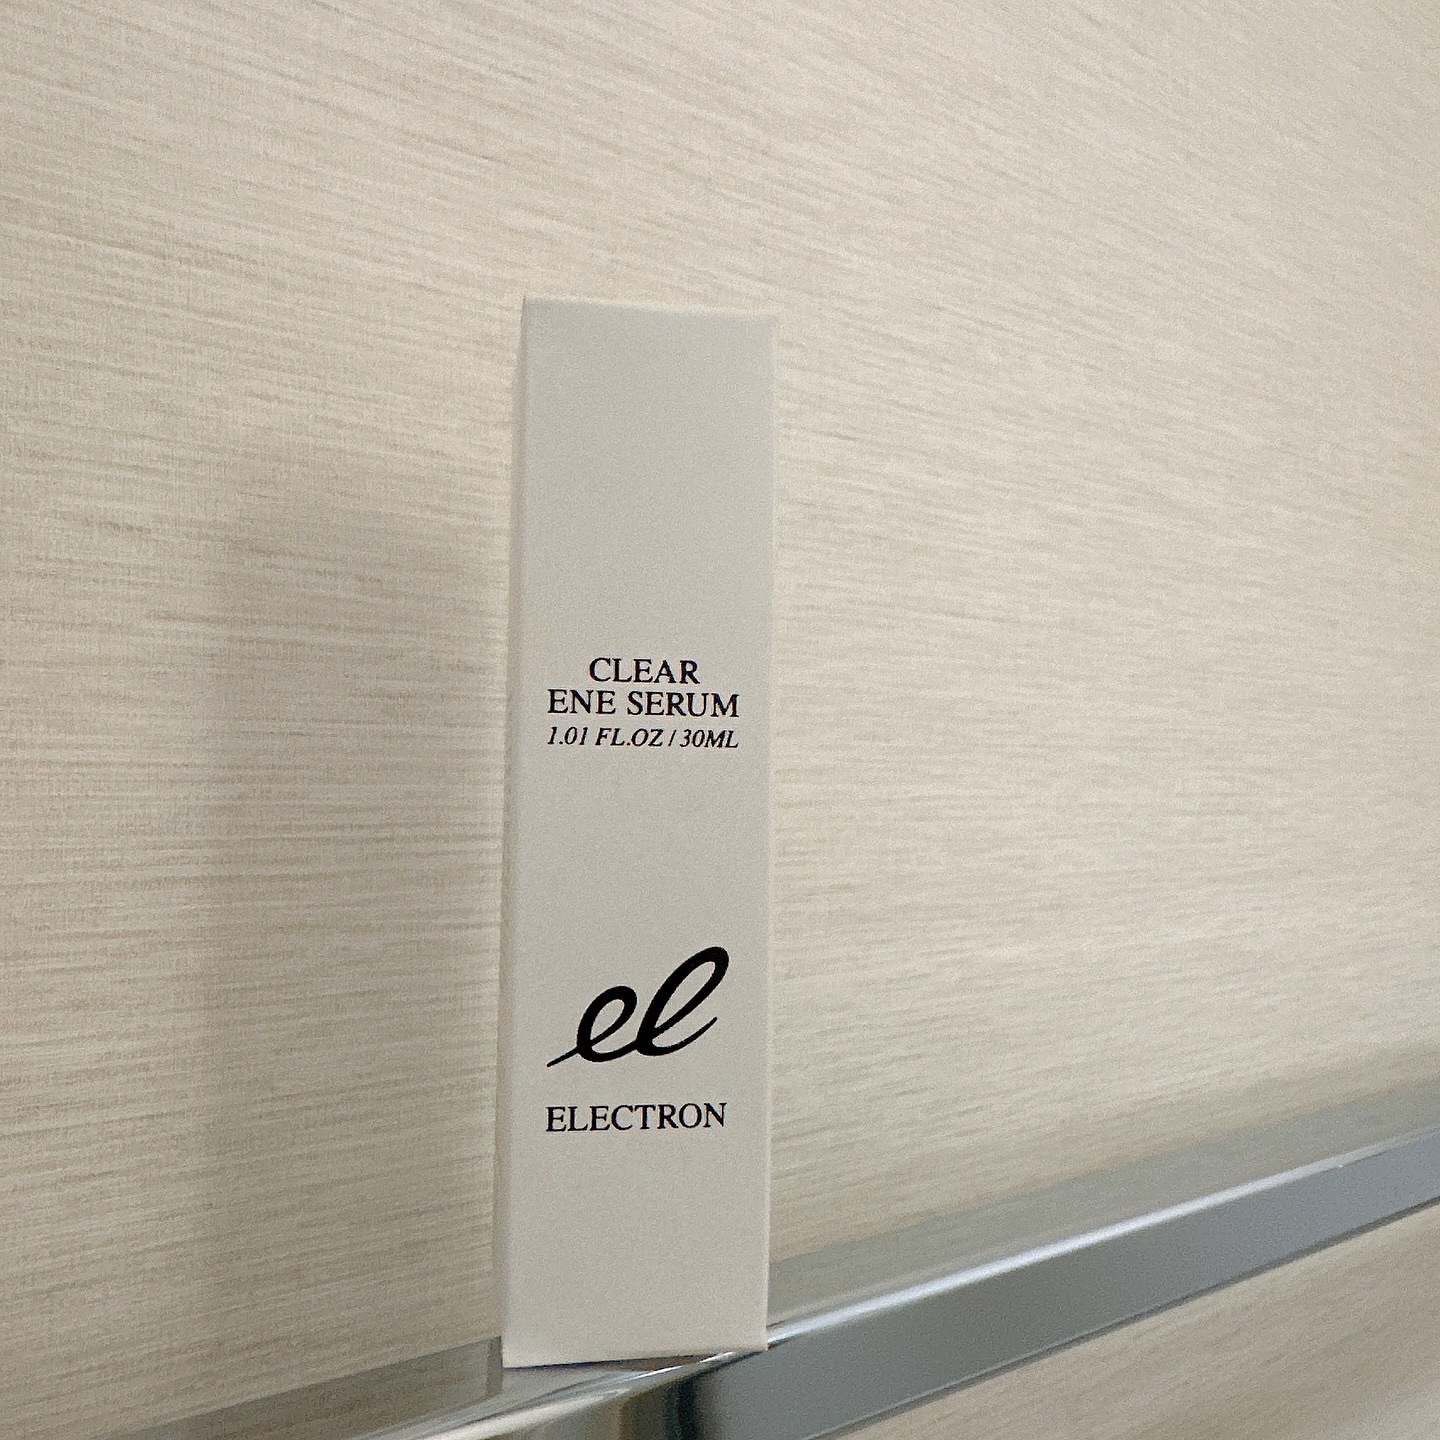 CLEAR
ENE SERUM
1.01 FL.OZ / 30ML
el
ELECTRON